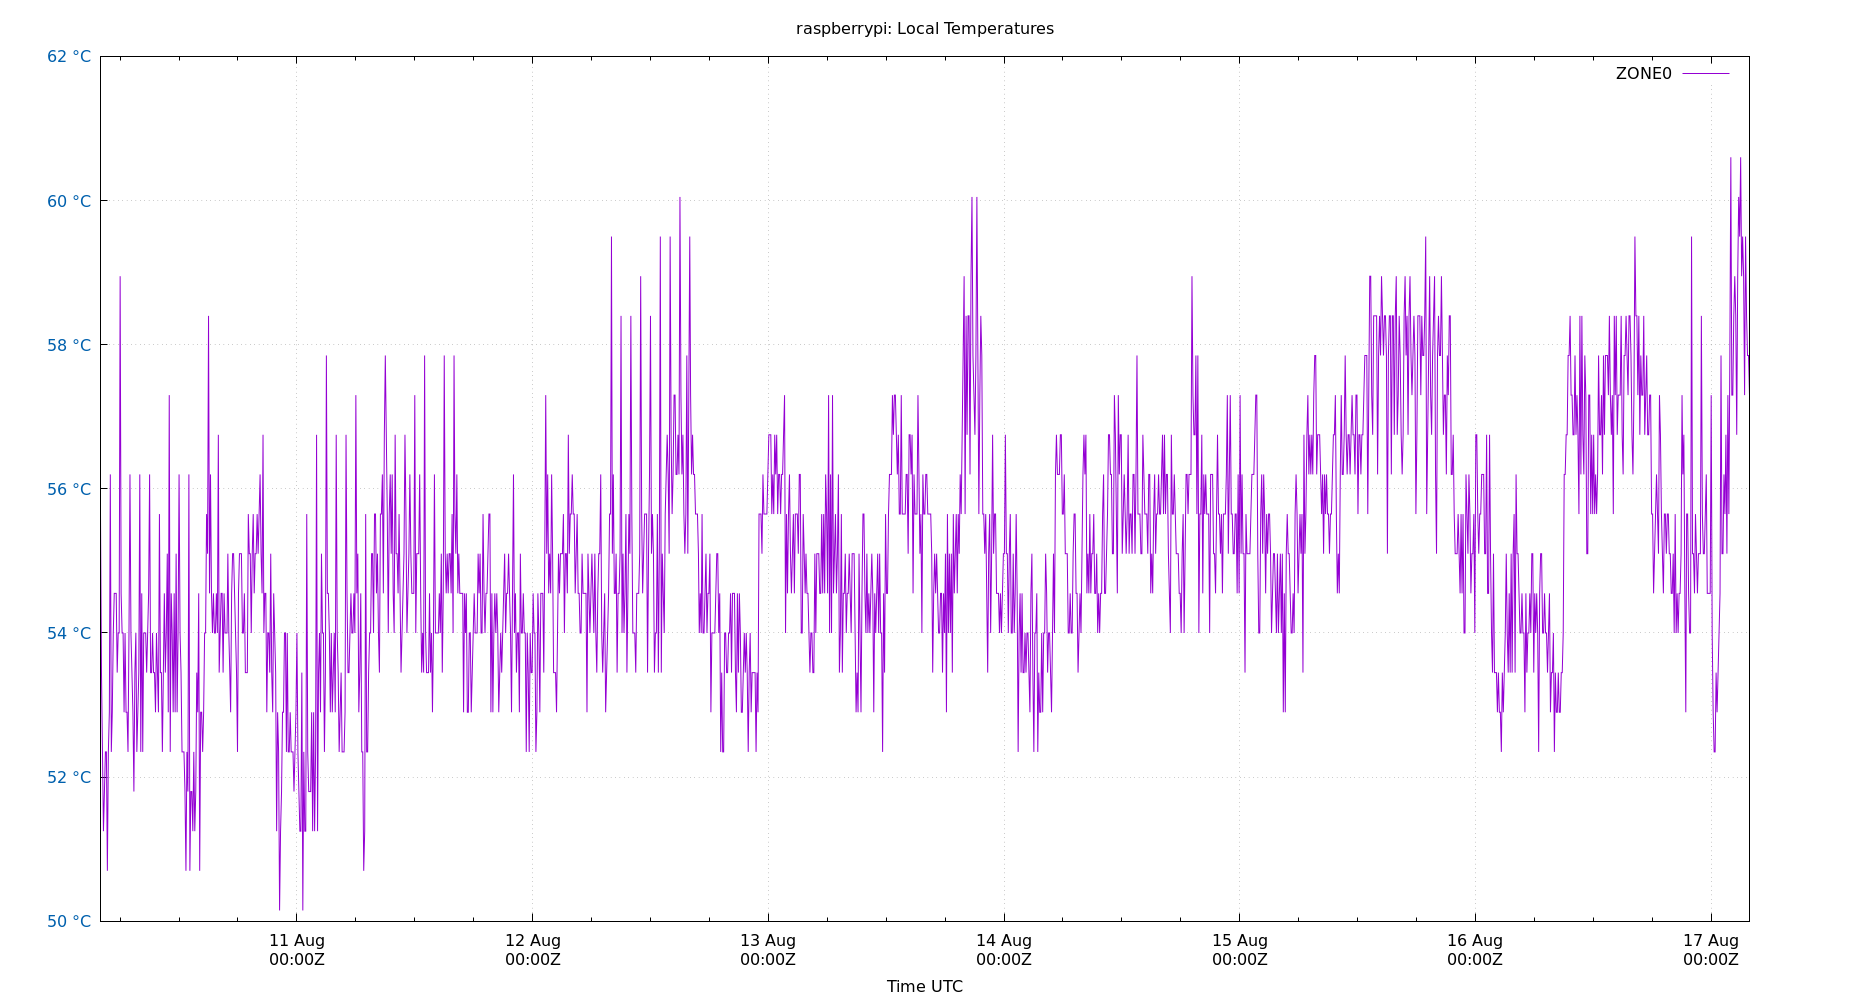 raspberrypi: Local Temperatures
62 °C
ZONE0
60 °C
58 °C
56 °C
54 °C
52 °C
50 °C
11 Aug 12 Aug 13 Aug 14 Aug 15 Aug 16 Aug 17 Aug
00:00Z 00:00Z 00:00Z 00:00Z 00:00Z 00:00Z 00:00Z
Time UTC